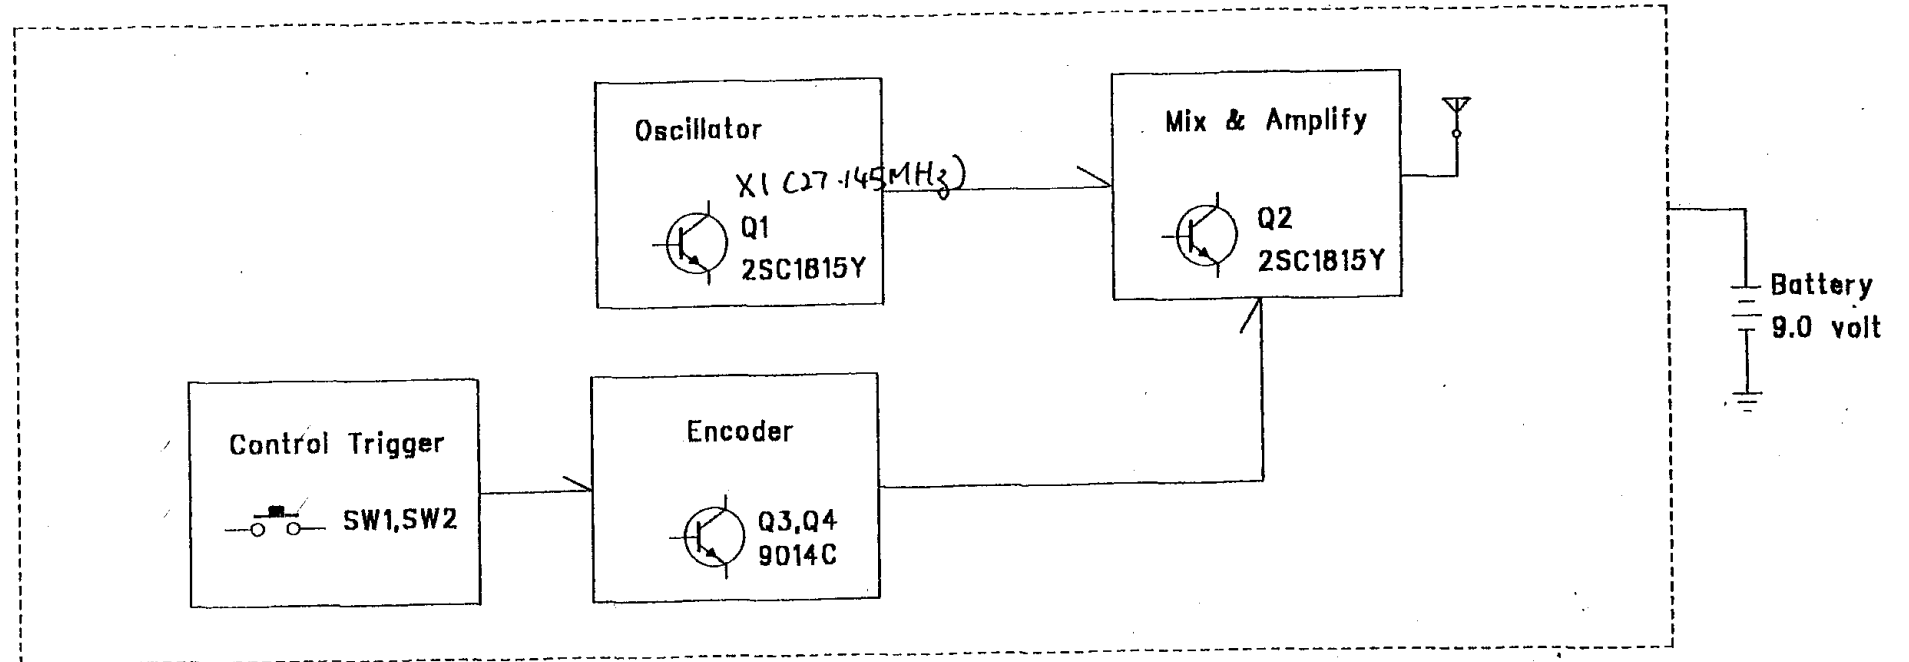 Oscillator
X1 (27.145MHz)
Q1
2SC1815Y
Mix & Amplify
Q2
2SC1815Y
Battery
9.0 volt
Control Trigger
SW1,SW2
Encoder
Q3,Q4
9014C